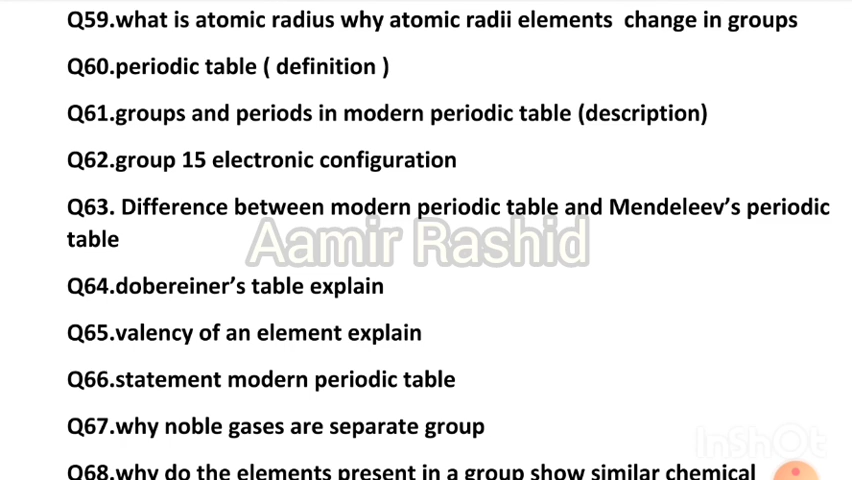 Q59.what is atomic radius why atomic radii elements change in groups
Q60.periodic table ( definition )
Q61.groups and periods in modern periodic table (description)
Q62.group 15 electronic configuration
Q63. Difference between modern periodic table and Mendeleev's periodic
table
Aamir Rashid
Q64.dobereiner's table explain
Q65.valency of an element explain
Q66.statement modern periodic table
Q67.why noble gases are separate group
InShOt
Q68.why do the elements present in a group show similar chemical